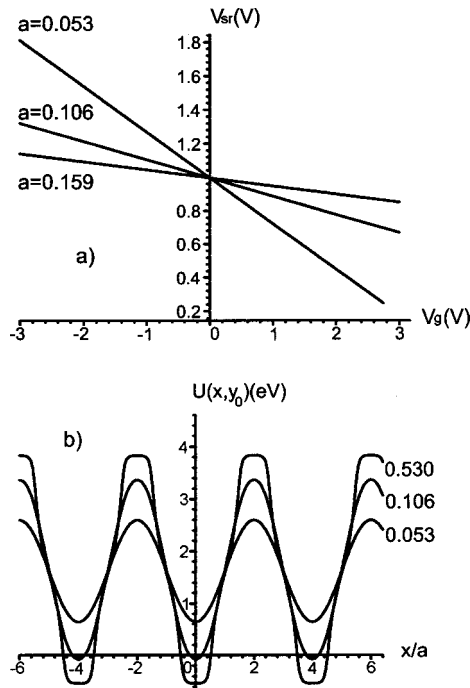 Vsr(V)
a=0.053
1.8
1.6
1.4
a=0.106
1.2
a=0.159
0.8
0.6
a)
0.4
0.2
-3 -2 -1 0 1 2 3
Vg(V)
U(x,y0)(eV)
b)
4
0.530
0.106
3
0.053
2
1
x/a
-6 -4 -2 0 2 4 6